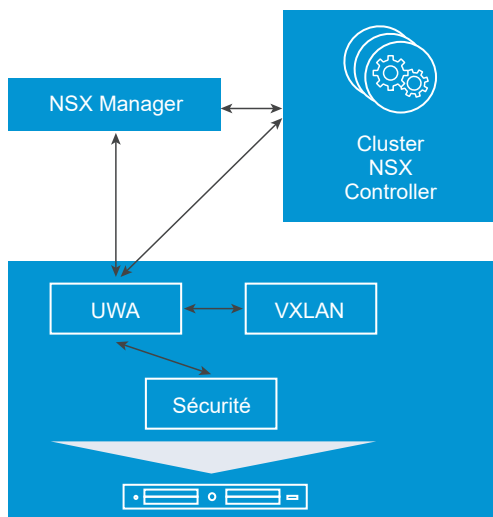 NSX Manager
Cluster
NSX
Controller
UWA
VXLAN
Sécurité